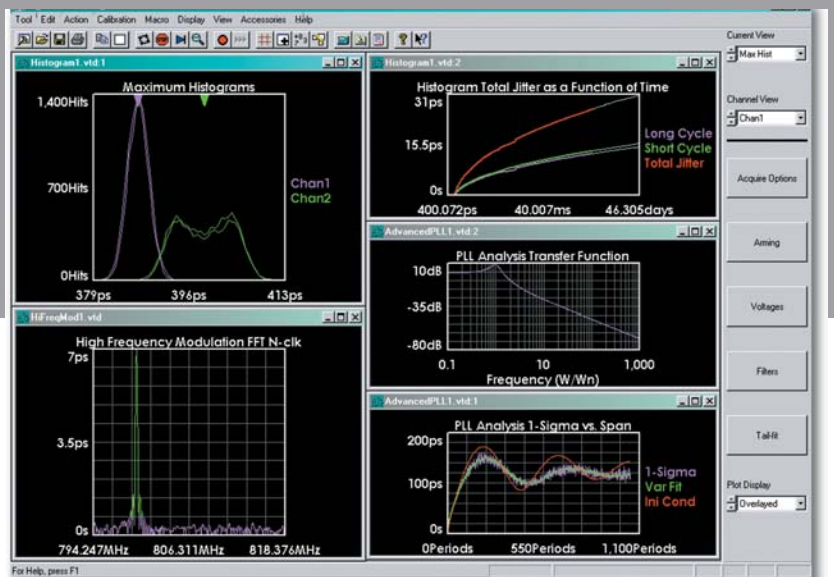 Tool Edit Action Calibration Macro Display View Accessories Help
Histogram1.vtd:1
Maximum Histograms
1,400Hits
700Hits
0Hits
379ps 396ps 413ps
Chan1
Chan2
Histogram1.vtd:2
Histogram Total Jitter as a Function of Time
31ps
15.5ps
0s
400.072ps 40.007ms 46.305days
Long Cycle
Short Cycle
Total Jitter
AdvancedPLL1.vtd:2
PLL Analysis Transfer Function
10dB
-35dB
-80dB
0.1 10 1,000
Frequency (W/Wn)
HiFreqMod1.vtd
High Frequency Modulation FFT N-clk
7ps
3.5ps
0s
794.247MHz 806.311MHz 818.376MHz
AdvancedPLL1.vtd:1
PLL Analysis 1-Sigma vs. Span
200ps
100ps
0s
0Periods 550Periods 1,100Periods
1-Sigma
Var Fit
Ini Cond
Current View
Max Hist
Channel View
Chan1
Acquire Options
Arming
Voltages
Filters
Tail-fit
Plot Display
Overlayed
For Help, press F1